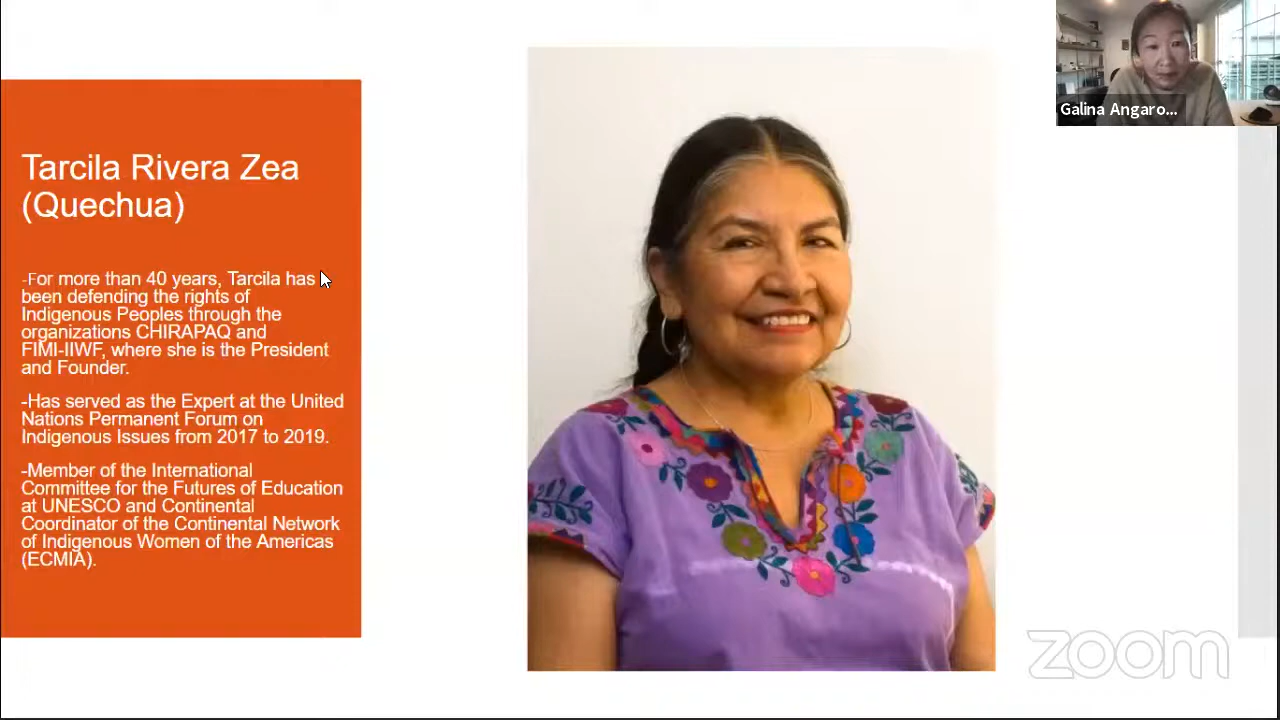 Tarcila Rivera Zea
(Quechua)
-For more than 40 years, Tarcila has
been defending the rights of
Indigenous Peoples through the
organizations CHIRAPAQ and
FIMI-IIWF, where she is the President
and Founder.
-Has served as the Expert at the United
Nations Permanent Forum on
Indigenous Issues from 2017 to 2019.
-Member of the International
Committee for the Futures of Education
at UNESCO and Continental
Coordinator of the Continental Network
of Indigenous Women of the Americas
(ECMIA).
Galina Angaro...
zoom